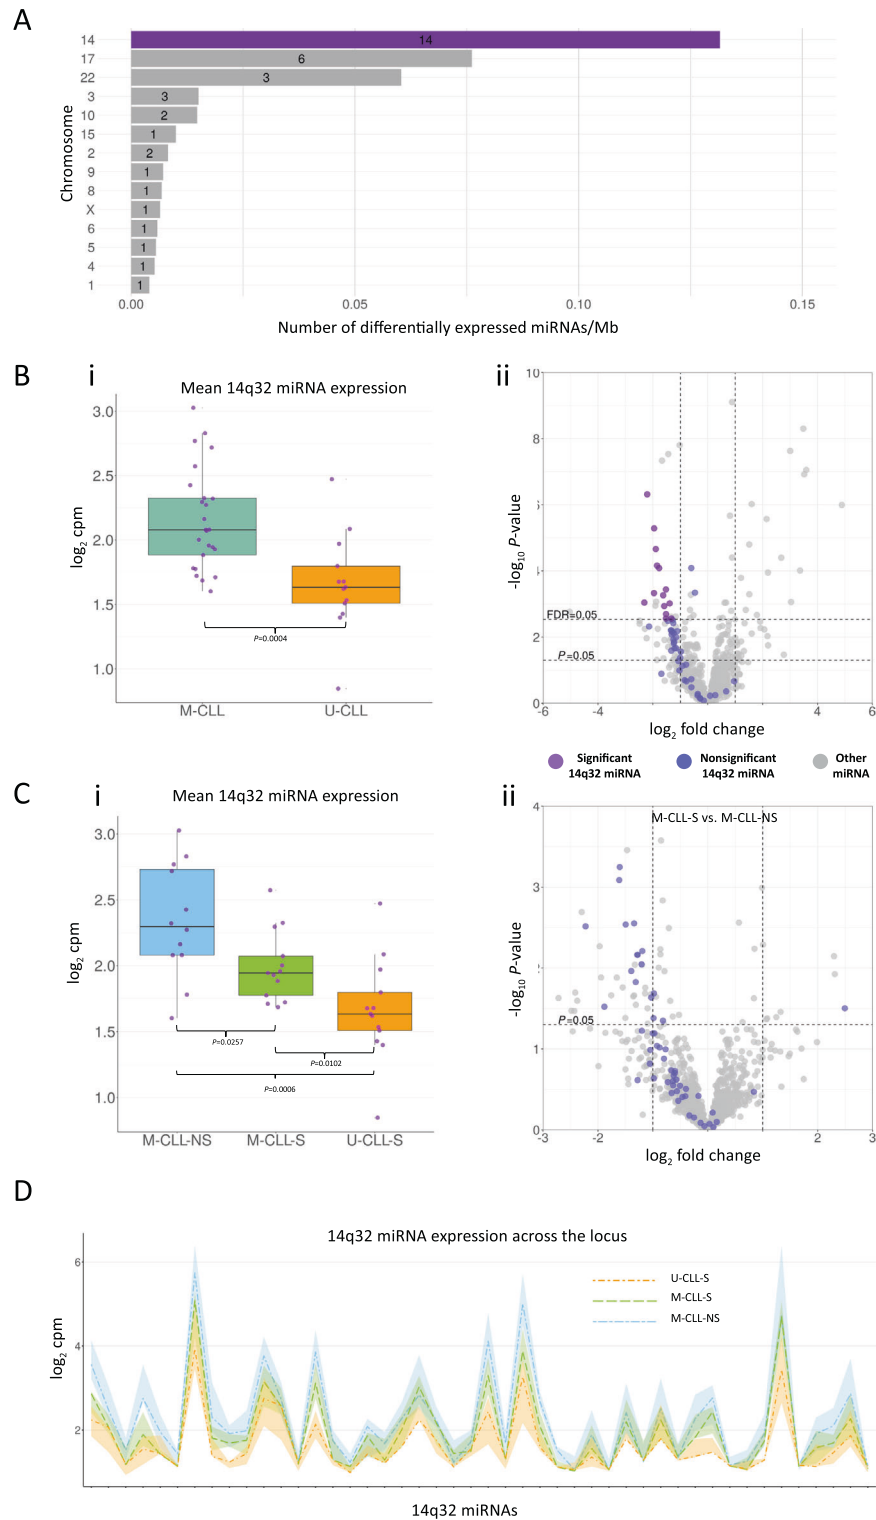 A
14
17
22
3
10
15
2
9
8
X
6
5
4
1
Chromosome
14
6
3
3
2
1
2
1
1
1
1
1
1
1
0.00 0.05 0.10 0.15
Number of differentially expressed miRNAs/Mb
B
i
Mean 14q32 miRNA expression
3.0
2.5
2.0
1.5
1.0
log2 cpm
P=0.0004
M-CLL U-CLL
ii
10
8
6
4
2
0
-log10 P-value
FDR=0.05
P=0.05
-6 -4 4 6
log2 fold change
Significant 14q32 miRNA
Nonsignificant 14q32 miRNA
Other miRNA
C
i
Mean 14q32 miRNA expression
3.0
2.5
2.0
1.5
1.0
log2 cpm
P=0.0257
P=0.0102
P=0.0006
M-CLL-NS M-CLL-S U-CLL-S
ii
M-CLL-S vs. M-CLL-NS
4
3
2
1
0
-log10 P-value
P=0.05
-3 -2 2 3
log2 fold change
D
14q32 miRNA expression across the locus
6
4
2
log2 cpm
U-CLL-S
M-CLL-S
M-CLL-NS
14q32 miRNAs